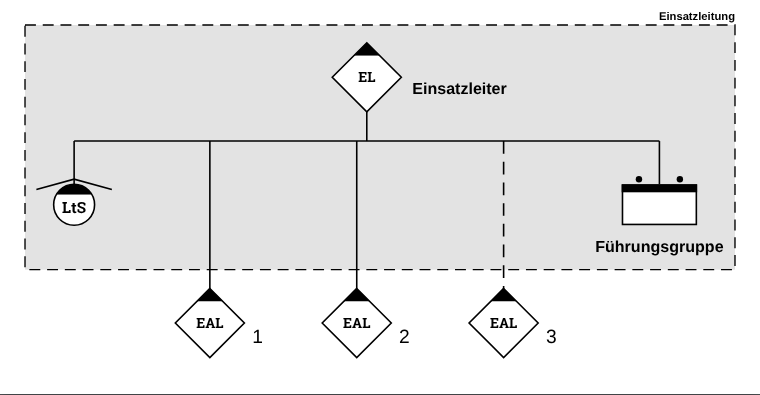 Einsatzleitung
EL
Einsatzleiter
LtS
Führungsgruppe
EAL
1
EAL
2
EAL
3